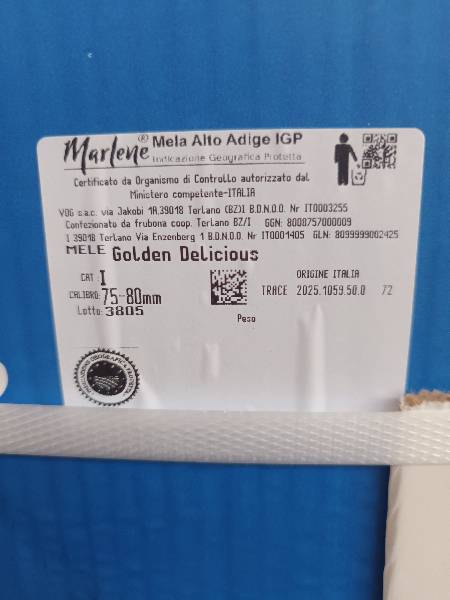 Marlene® Mela Alto Adige IGP
Indicazione Geografica Protetta
Certificato da Organismo di Controllo autorizzato dal
Ministero competente-ITALIA
VOG s.a.c. via Jakobi 1A,39018 Terlano (BZ)I B.D.N.O.O. Nr IT0003255
Confezionato da frubona coop. Terlano BZ/I GGN: 8008757000009
I 39018 Terlano Via Enzenberg 1 B.D.N.O.O. Nr IT0001405 GLN: 8099999002425
MELE Golden Delicious
CAT: I
ORIGINE ITALIA
CALIBRO: 75-80mm
TRACE 2025.1059.50.0 72
Lotto: 3805
Peso
INDICAZIONE GEOGRAFICA PROTETTA